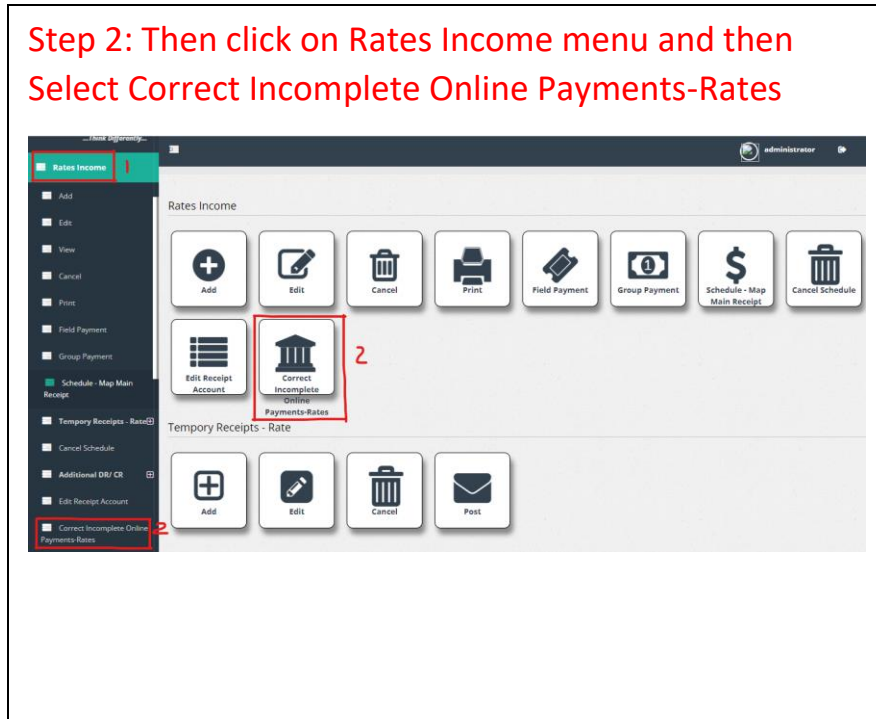 Step 2: Then click on Rates Income menu and then
Select Correct Incomplete Online Payments-Rates
...Think Differently...
administrator
Rates Income 1
Add
Edit
View
Cancel
Print
Field Payment
Group Payment
Schedule - Map Main
Receipt
Tempory Receipts - Rate
Cancel Schedule
Additional DR/ CR
Edit Receipt Account
Correct Incomplete Online
Payments-Rates
2
Rates Income
Add
Edit
Cancel
Print
Field Payment
1
Group Payment
Schedule - Map
Main Receipt
Cancel Schedule
Edit Receipt
Account
Correct
Incomplete
Online
Payments-Rates
2
Tempory Receipts - Rate
Add
Edit
Cancel
Post